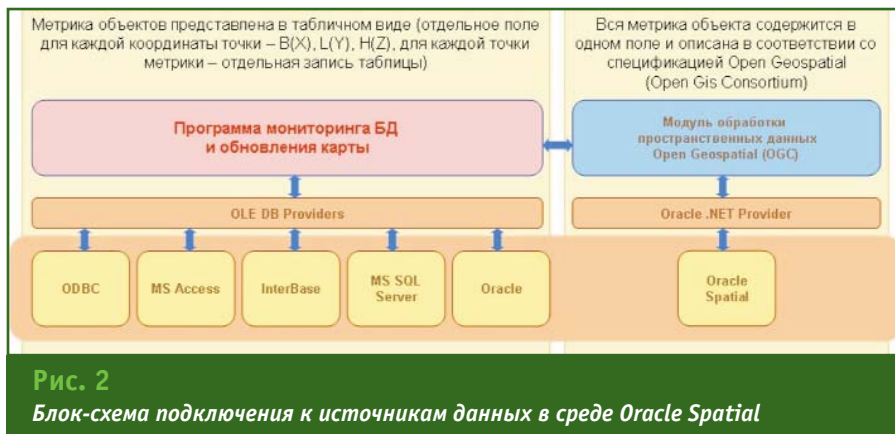 Метрика объектов представлена в табличном виде (отдельное поле
для каждой координаты точки – B(X), L(Y), H(Z), для каждой точки
метрики – отдельная запись таблицы)
Вся метрика объекта содержится в
одном поле и описана в соответствии со
спецификацией Open Geospatial
(Open Gis Consortium)
Программа мониторинга БД
и обновления карты
Модуль обработки
пространственных данных
Open Geospatial (OGC)
OLE DB Providers
Oracle .NET Provider
ODBC
MS Access
InterBase
MS SQL
Server
Oracle
Oracle
Spatial
Рис. 2
Блок-схема подключения к источникам данных в среде Oracle Spatial